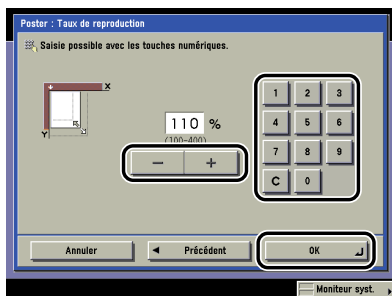 Poster : Taux de reproduction
Saisie possible avec les touches numériques.
X
Y
110 %
(100-400)
- +
1 2 3
4 5 6
7 8 9
C 0
Annuler
◄ Précédent
OK
Moniteur syst.